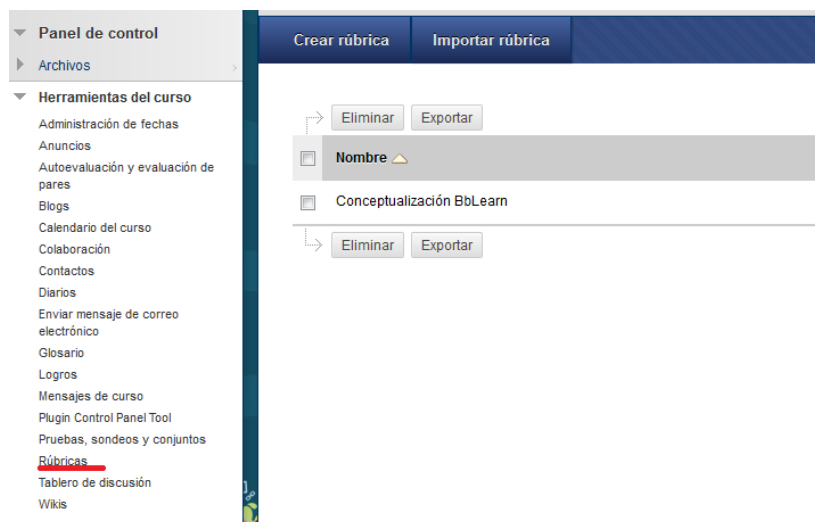 Panel de control
Archivos
Herramientas del curso
Administración de fechas
Anuncios
Autoevaluación y evaluación de
pares
Blogs
Calendario del curso
Colaboración
Contactos
Diarios
Enviar mensaje de correo
electrónico
Glosario
Logros
Mensajes de curso
Plugin Control Panel Tool
Pruebas, sondeos y conjuntos
Rúbricas
Tablero de discusión
Wikis
Crear rúbrica Importar rúbrica
Eliminar Exportar
Nombre
Conceptualización BbLearn
Eliminar Exportar